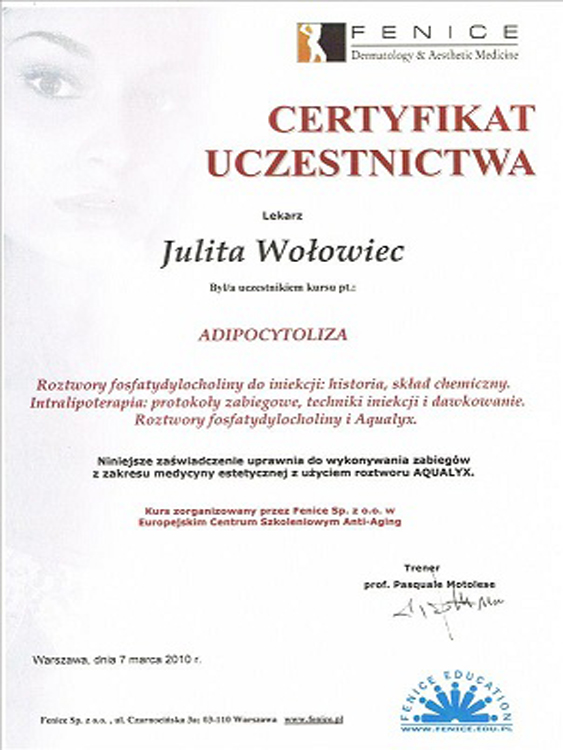 FENICE
Dermatology & Aesthetic Medicine
CERTYFIKAT
UCZESTNICTWA
Lekarz
Julita Wołowiec
Był/a uczestnikiem kursu pt.:
ADIPOCYTOLIZA
Roztwory fosfatydylocholiny do iniekcji: historia, skład chemiczny.
Intralipoterapia: protokoły zabiegowe, techniki iniekcji i dawkowanie.
Roztwory fosfatydylocholiny i Aqualyx.
Niniejsze zaświadczenie uprawnia do wykonywania zabiegów
z zakresu medycyny estetycznej z użyciem roztworu AQUALYX.
Kurs zorganizowany przez Fenice Sp. z o.o. w
Europejskim Centrum Szkoleniowym Anti-Aging
Trener
prof. Pasquale Motolese
Warszawa, dnia 7 marca 2010 r.
FENICE EDUCATION
WWW.FENICE.EDU.PL
Fenice Sp. z o.o. , ul. Czarnocińska 3a; 03-110 Warszawa www.fenice.pl